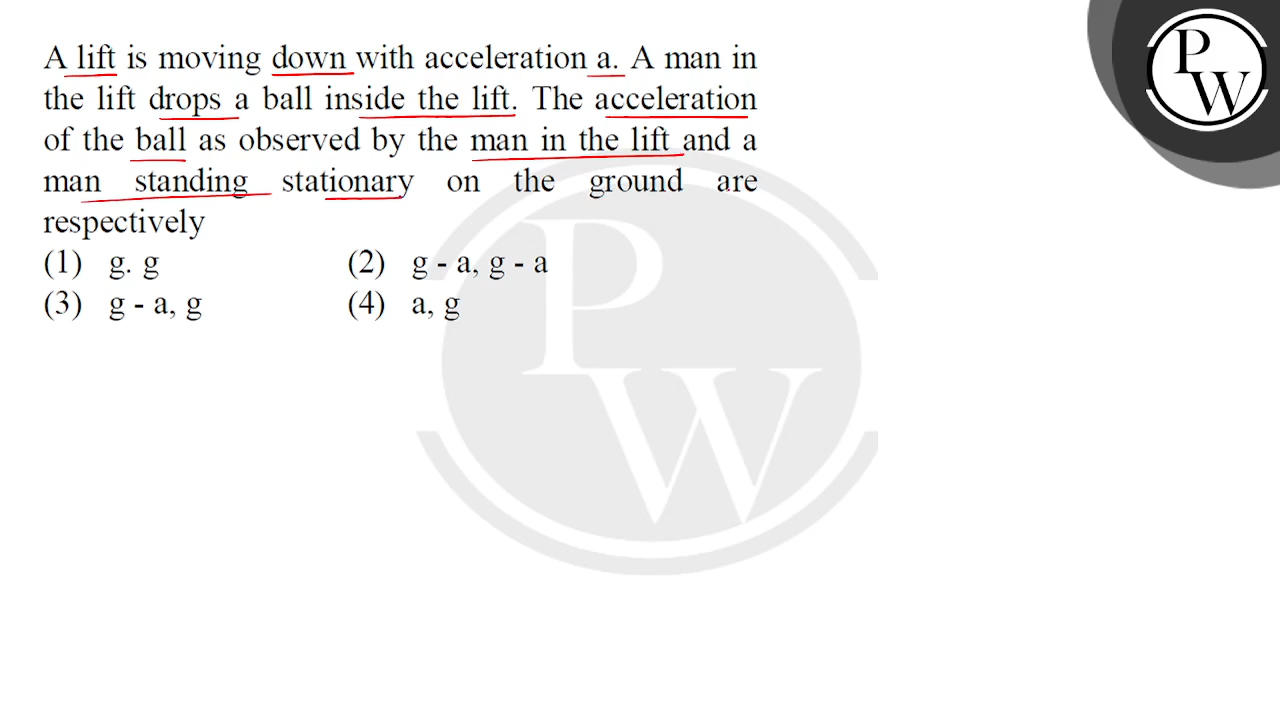 A lift is moving down with acceleration a. A man in
the lift drops a ball inside the lift. The acceleration
of the ball as observed by the man in the lift and a
man standing stationary on the ground are
respectively
(1) g. g (2) g - a, g - a
(3) g - a, g (4) a, g
PW
PW